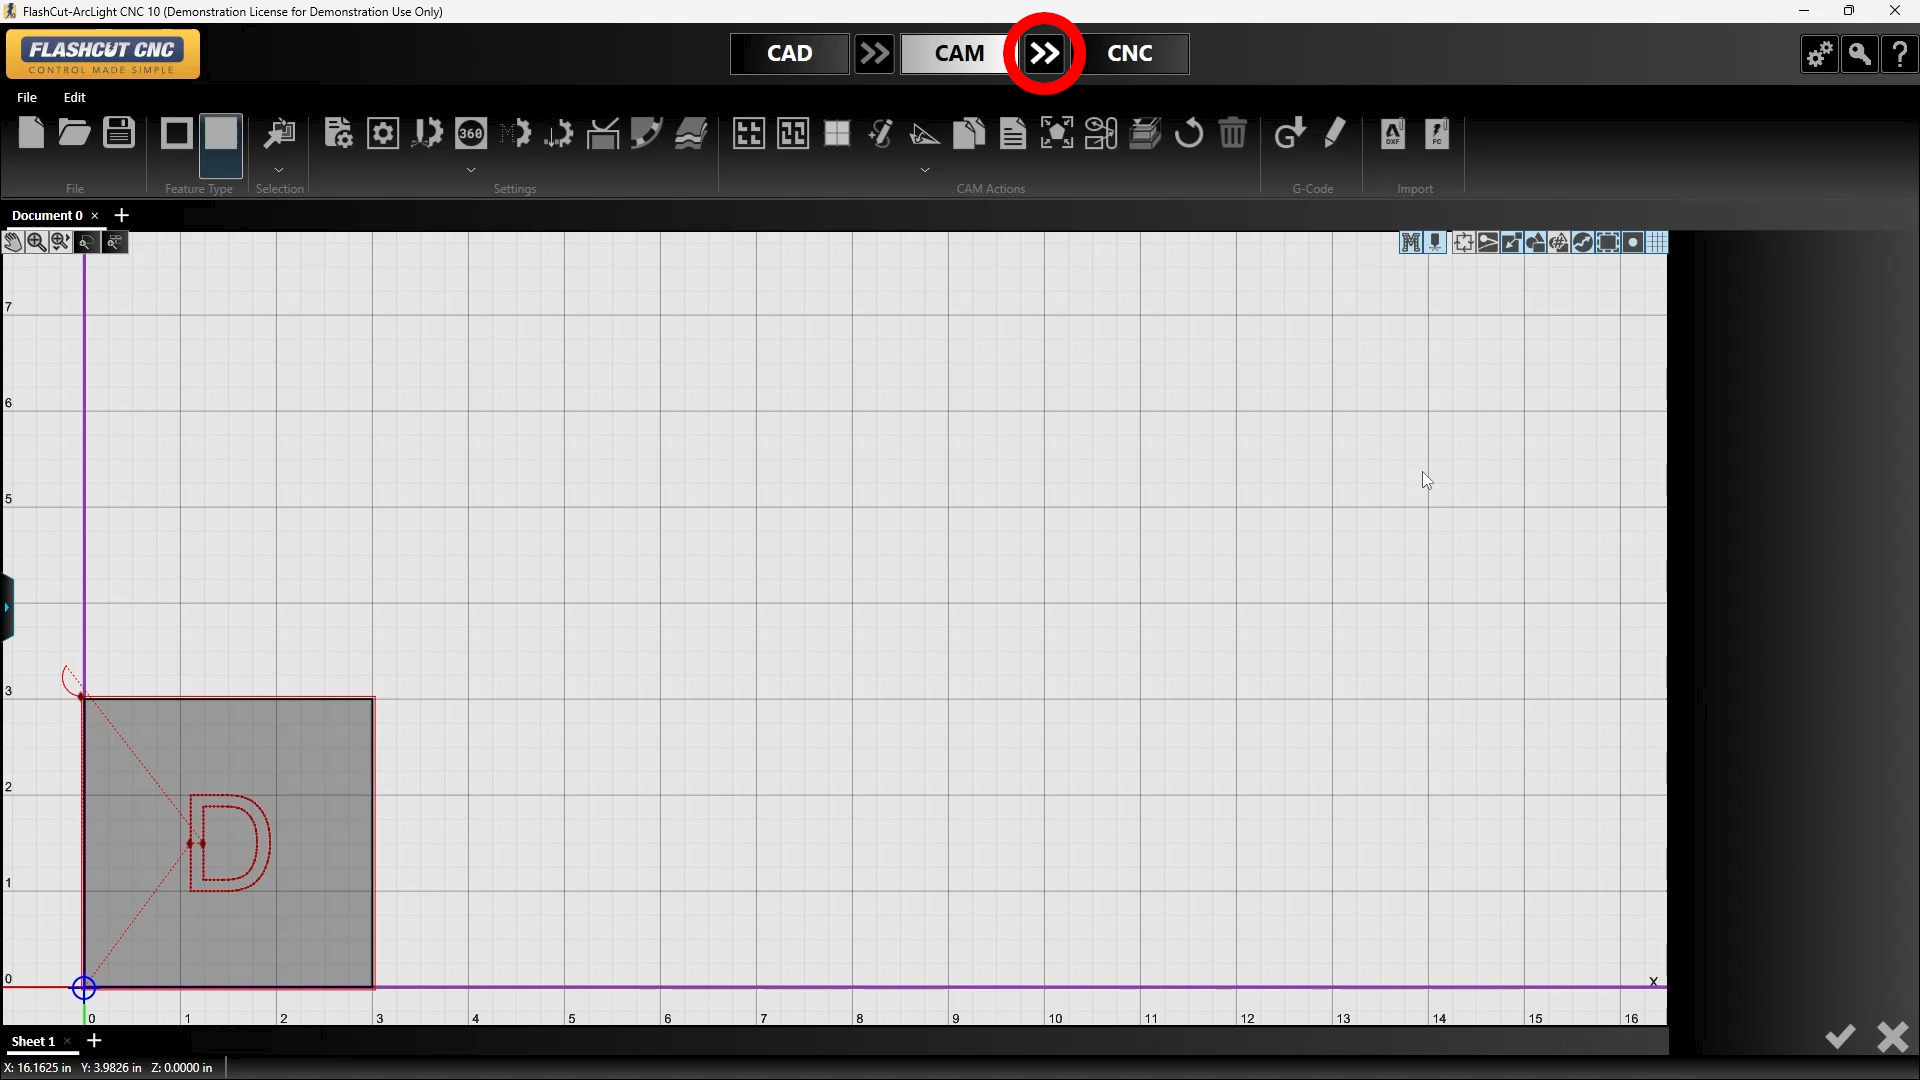 FlashCut-ArcLight CNC 10 (Demonstration License for Demonstration Use Only)
FLASHCUT CNC
CONTROL MADE SIMPLE
CAD
CAM
CNC
File Edit
360
DXF
FC
File
Feature Type
Selection
Settings
CAM Actions
G-Code
Import
Document 0
7
6
5
3
2
D
1
0
X
0 1 2 3 4 5 6 7 8 9 10 11 12 13 14 15 16
Sheet 1
X: 16.1625 in Y: 3.9826 in Z: 0.0000 in